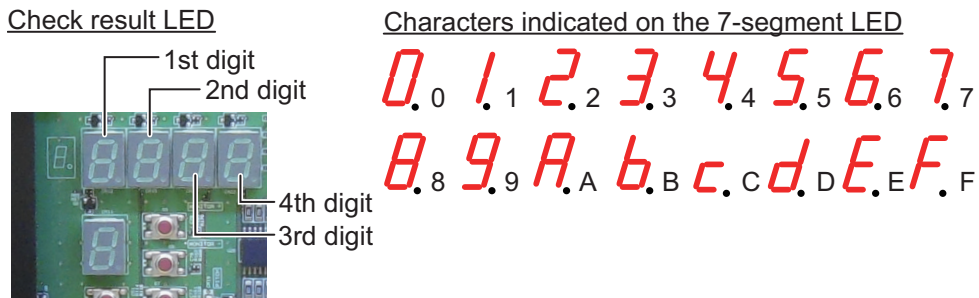 Check result LED
Characters indicated on the 7-segment LED
1st digit
2nd digit
4th digit
3rd digit
0. 0 1. 1 2. 2 3. 3 4. 4 5. 5 6. 6 7. 7
8. 8 9. 9 A. A b. B c. C d. D E. E F. F